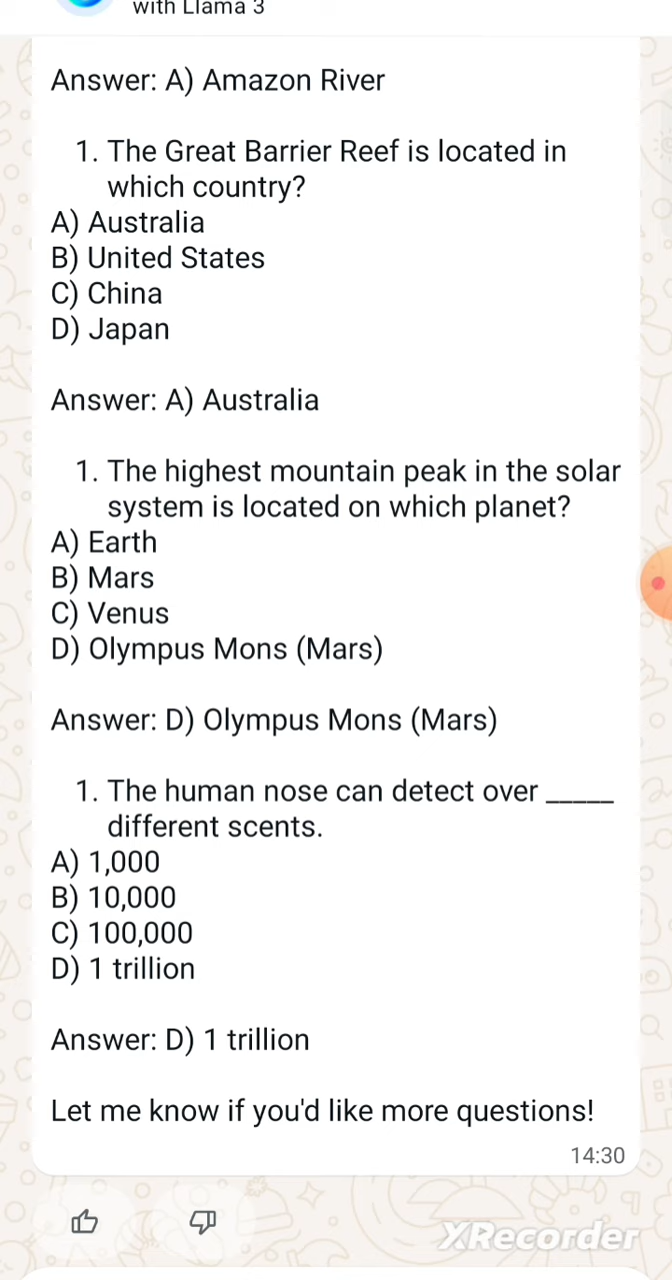 with Llama 3
Answer: A) Amazon River
1. The Great Barrier Reef is located in
which country?
A) Australia
B) United States
C) China
D) Japan
Answer: A) Australia
1. The highest mountain peak in the solar
system is located on which planet?
A) Earth
B) Mars
C) Venus
D) Olympus Mons (Mars)
Answer: D) Olympus Mons (Mars)
1. The human nose can detect over _____
different scents.
A) 1,000
B) 10,000
C) 100,000
D) 1 trillion
Answer: D) 1 trillion
Let me know if you'd like more questions!
14:30
XRecorder